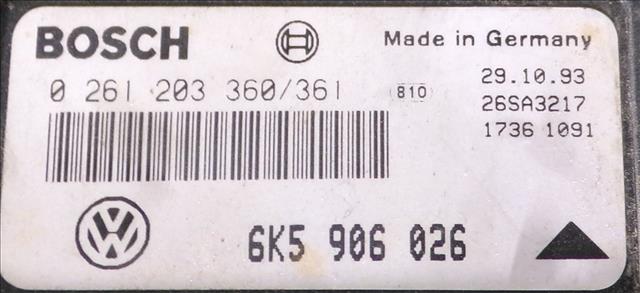 BOSCH
Made in Germany
0 261 203 360/361
810
29.10.93
26SA3217
1736 1091
VW
6K5 906 026